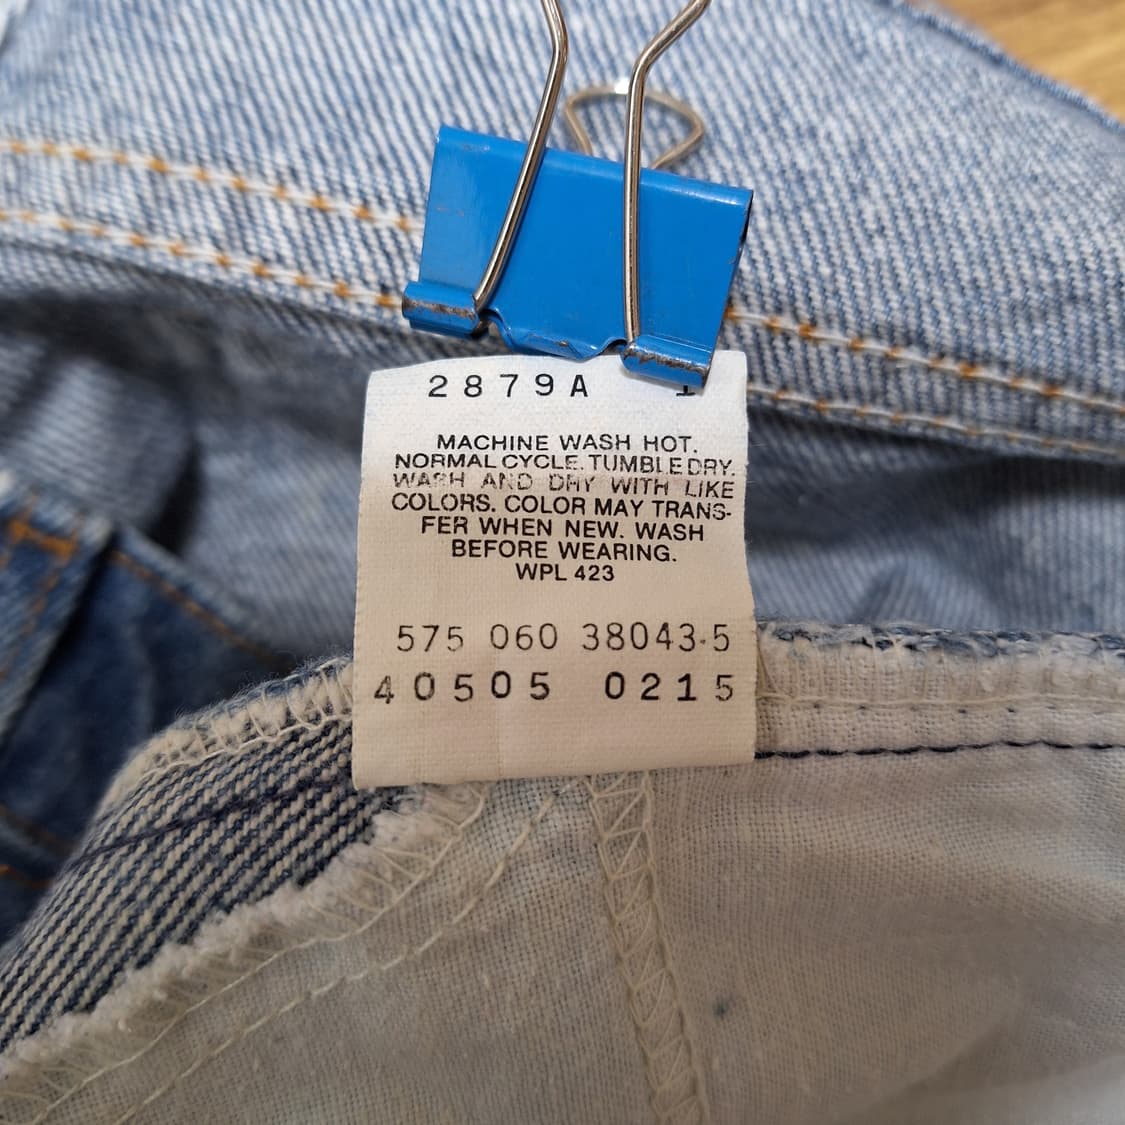 2879A 1
MACHINE WASH HOT.
NORMAL CYCLE. TUMBLE DRY.
WASH AND DRY WITH LIKE
COLORS. COLOR MAY TRANS-
FER WHEN NEW. WASH
BEFORE WEARING.
WPL 423
575 060 38043-5
40505 0215